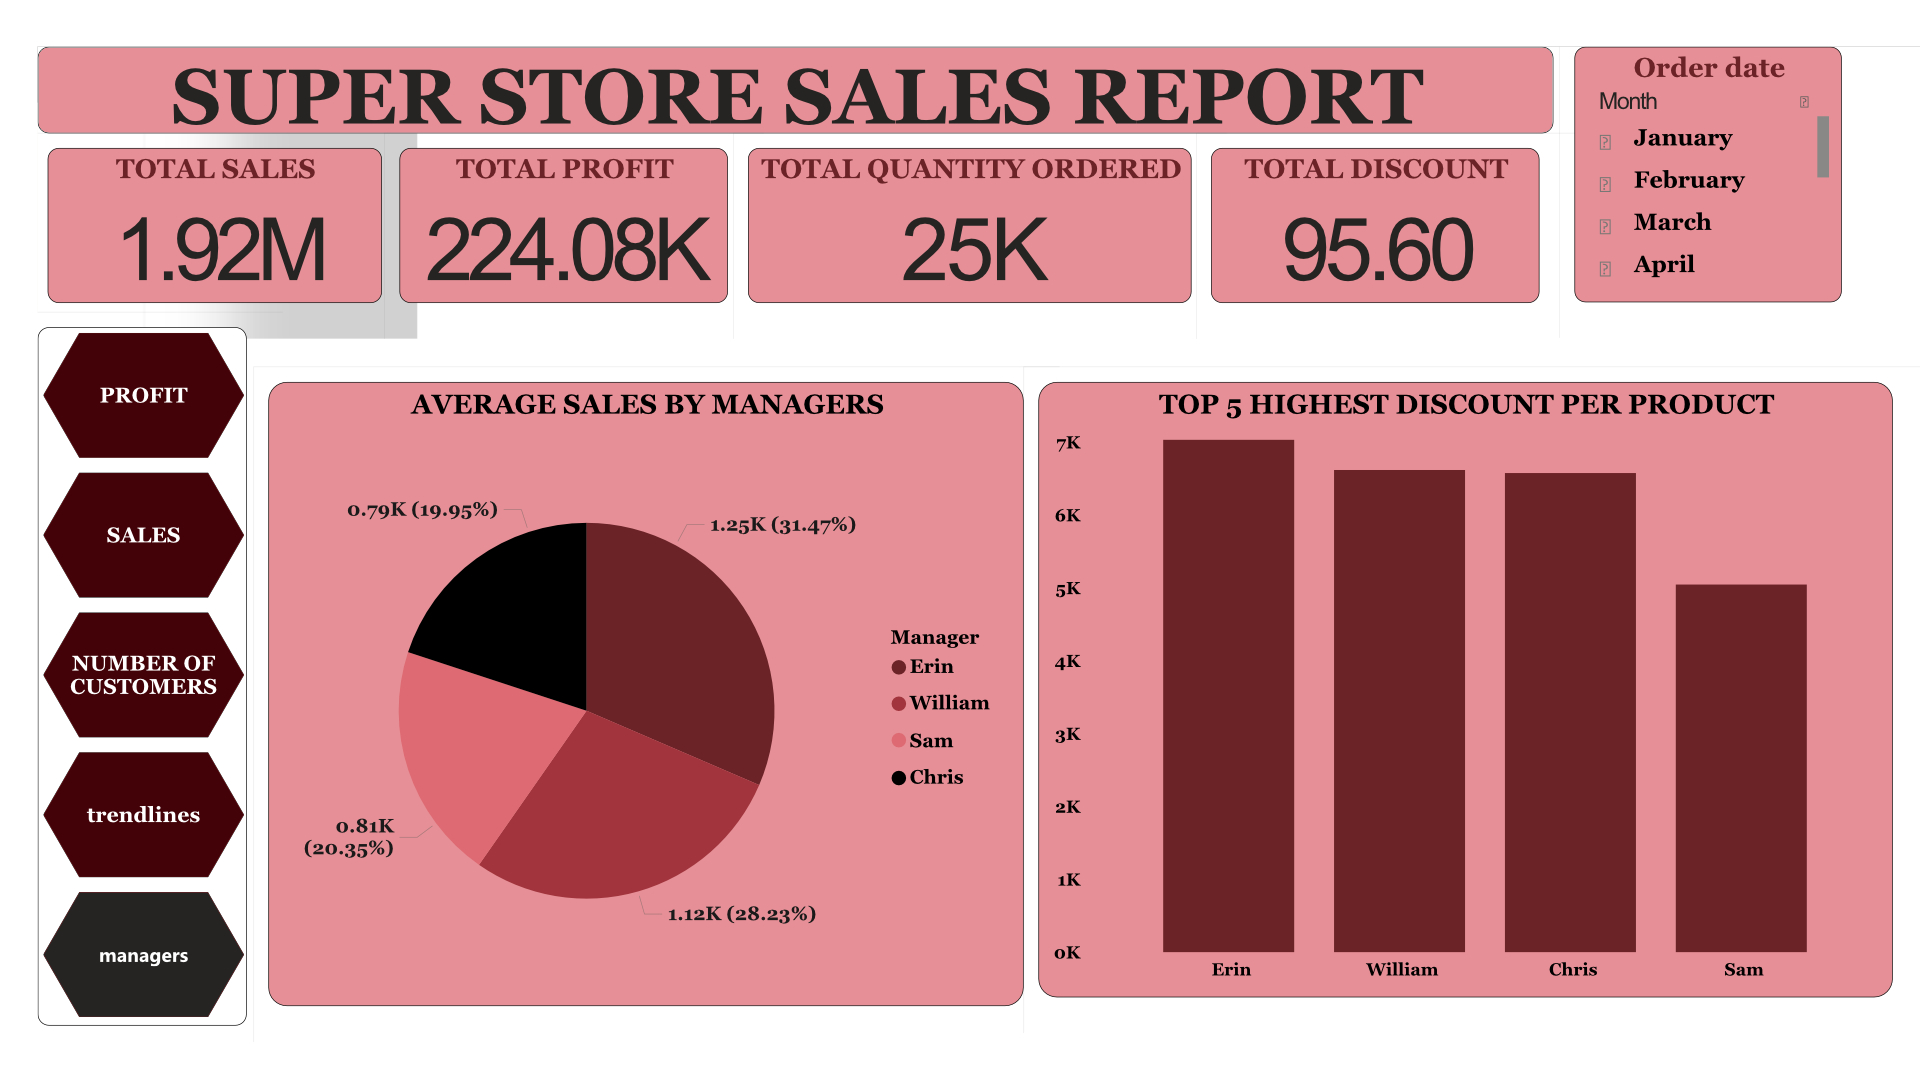 SUPER STORE SALES REPORT
Order date
Month
January
February
March
April
TOTAL SALES
1.92M
TOTAL PROFIT
224.08K
TOTAL QUANTITY ORDERED
25K
TOTAL DISCOUNT
95.60
PROFIT
SALES
NUMBER OF
CUSTOMERS
trendlines
managers
AVERAGE SALES BY MANAGERS
0.79K (19.95%)
1.25K (31.47%)
0.81K
(20.35%)
1.12K (28.23%)
Manager
Erin
William
Sam
Chris
TOP 5 HIGHEST DISCOUNT PER PRODUCT
7K
6K
5K
4K
3K
2K
1K
0K
Erin
William
Chris
Sam